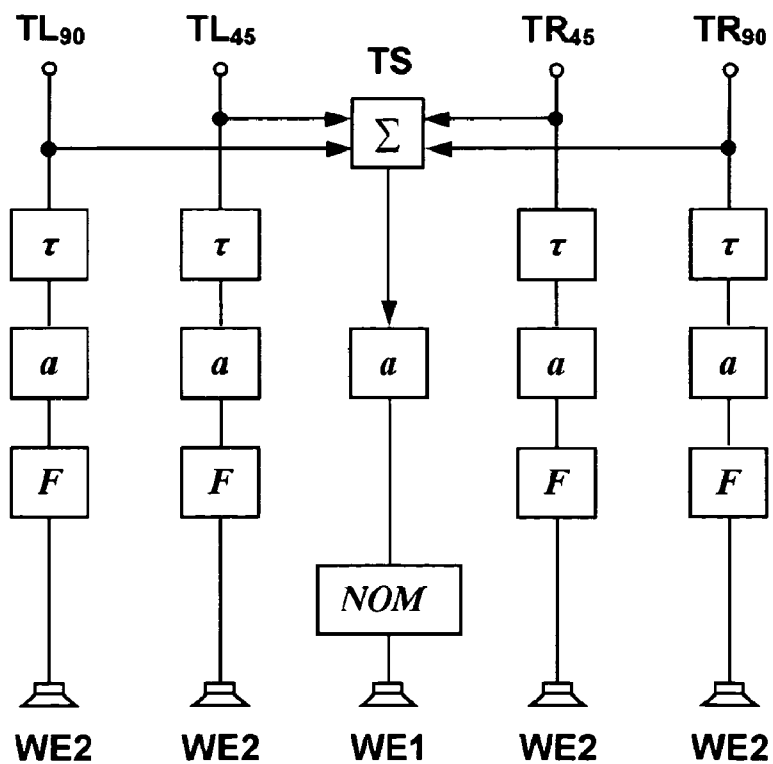 TL90 TL45 TS TR45 TR90
Σ
τ τ τ τ
a a a a a
F F F F
NOM
WE2 WE2 WE1 WE2 WE2